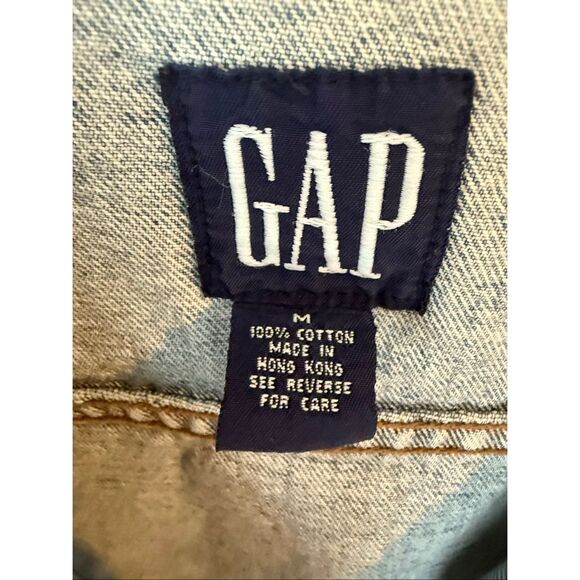 GAP
M
100% COTTON
MADE IN
HONG KONG
SEE REVERSE
FOR CARE